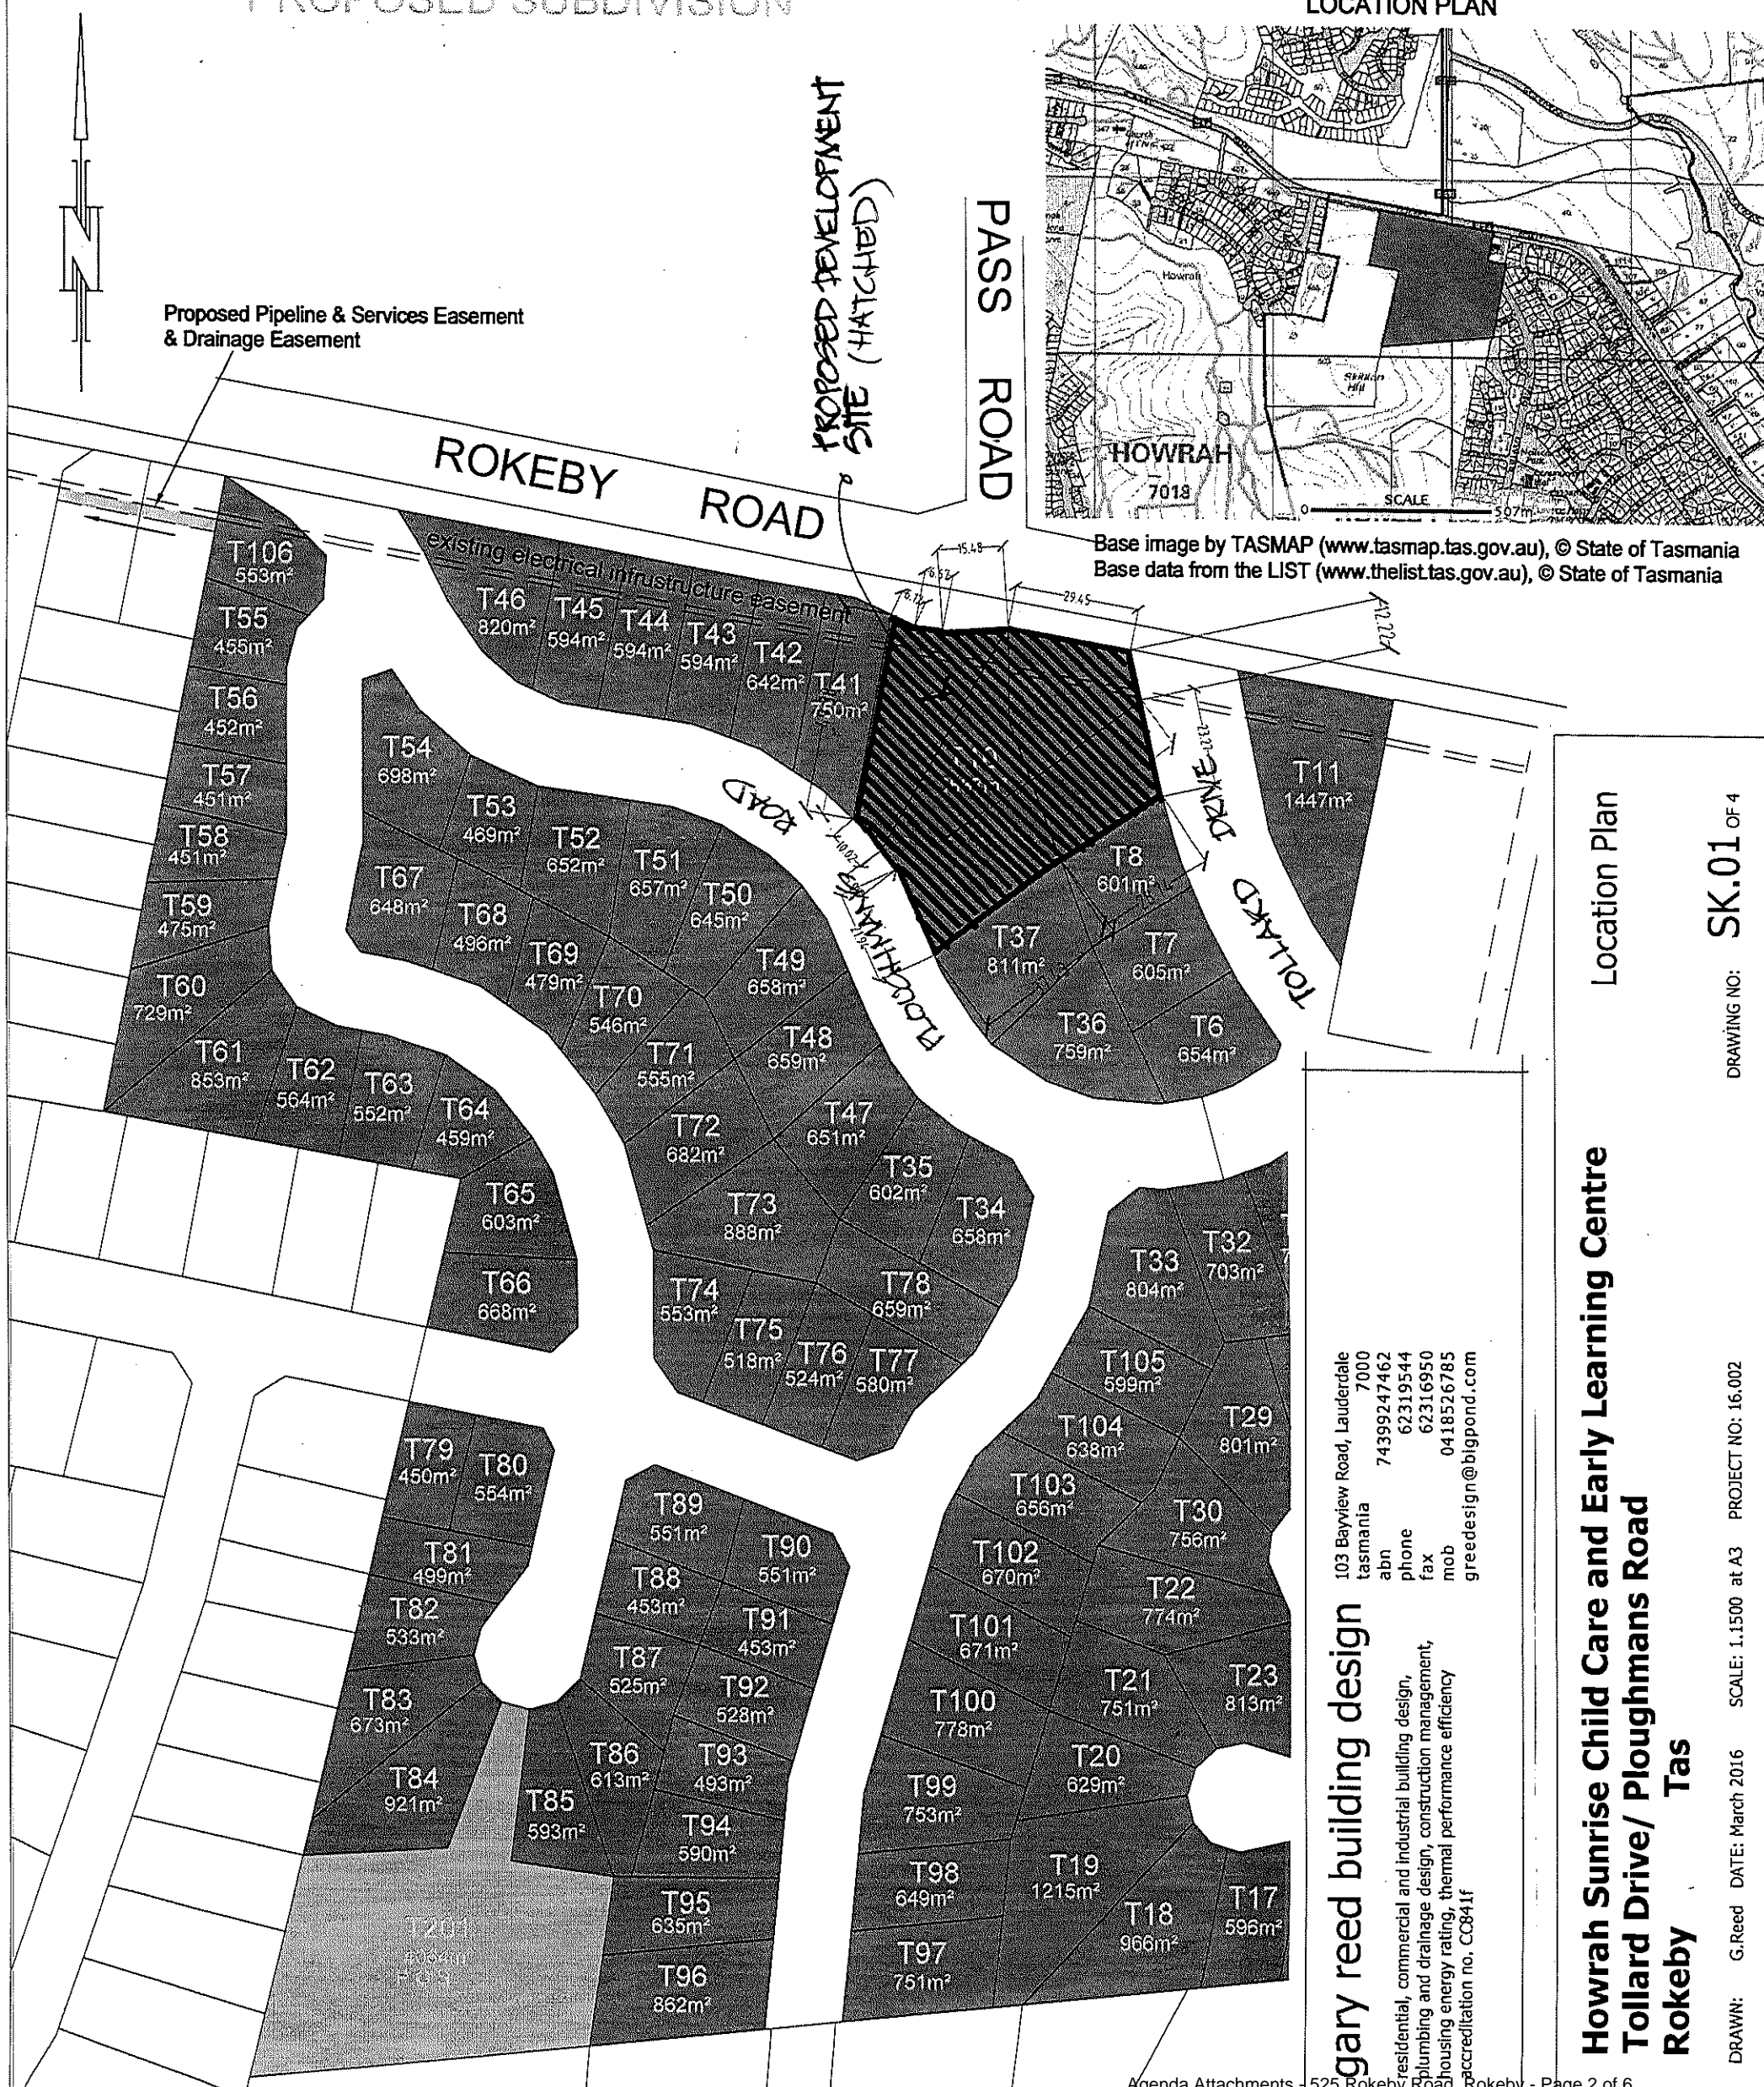 PROPOSED SUBDIVISION
LOCATION PLAN
N
Proposed Pipeline & Services Easement
& Drainage Easement
PROPOSED DEVELOPMENT
SITE (HATCHED)
PASS ROAD
ROKEBY ROAD
existing electrical infrustructure easement
Howrah
Skillion
Hill
HOWRAH
7018
SCALE
0
507m
Base image by TASMAP (www.tasmap.tas.gov.au), © State of Tasmania
Base data from the LIST (www.thelist.tas.gov.au), © State of Tasmania
15.48
6.52
29.45
T106
553m²
T55
455m²
T56
452m²
T57
451m²
T58
451m²
T59
475m²
T60
729m²
T61
853m²
T62
564m²
T63
552m²
T64
459m²
T65
603m²
T66
668m²
T46
820m²
T45
594m²
T44
594m²
T43
594m²
T42
642m²
T41
750m²
T54
698m²
T53
469m²
T52
652m²
T51
657m²
T50
645m²
T49
658m²
T48
659m²
T47
651m²
T67
648m²
T68
496m²
T69
479m²
T70
546m²
T71
555m²
T72
682m²
T73
888m²
T35
602m²
T34
658m²
T74
553m²
T75
518m²
T76
524m²
T77
580m²
T78
659m²
PLOUGHMANS ROAD
10.02
TOLLARD DRIVE
T11
1447m²
T8
601m²
T37
811m²
T7
605m²
T36
759m²
T6
654m²
T33
804m²
T32
703m²
T105
599m²
T104
638m²
T29
801m²
T103
656m²
T30
756m²
T102
670m²
T22
774m²
T101
671m²
T21
751m²
T23
813m²
T100
778m²
T20
629m²
T99
753m²
T98
649m²
T19
1215m²
T18
966m²
T17
596m²
T97
751m²
T79
450m²
T80
554m²
T81
499m²
T82
533m²
T83
673m²
T84
921m²
T89
551m²
T90
551m²
T88
453m²
T91
453m²
T87
525m²
T92
528m²
T86
613m²
T93
493m²
T85
593m²
T94
590m²
T95
635m²
T96
862m²
T201
gary reed building design
residential, commercial and industrial building design,
plumbing and drainage design, construction management,
housing energy rating, thermal performance efficiency
accreditation no. CC841f
103 Bayview Road, Lauderdale
tasmania 7000
abn 74399247462
phone 62319544
fax 62316950
mob 0418526785
greedesign@bigpond.com
Howrah Sunrise Child Care and Early Learning Centre
Tollard Drive/ Ploughmans Road
Rokeby Tas
Location Plan
DRAWN: G.Reed DATE: March 2016 SCALE: 1.1500 at A3 PROJECT NO: 16.002 DRAWING NO: SK.01 OF 4
Agenda Attachments - 525 Rokeby Road, Rokeby - Page 2 of 6